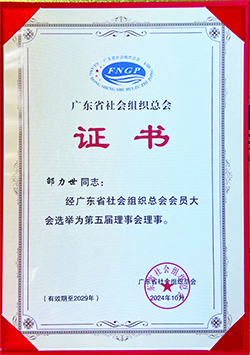 FNGP
广东省社会组织总会
证书
邹力世同志：
经广东省社会组织总会会员大
会选举为第五届理事会理事。
广东省社会组织总会
（有效期至2029年）
2024年10月